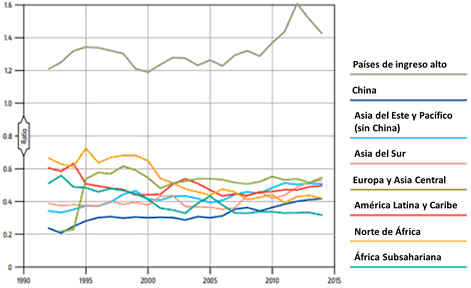 1.6
1.4
1.2
1.0
0.8
0.6
0.4
0.2
0
Ratio
1990
1995
2000
2005
2010
2015
Países de ingreso alto
China
Asia del Este y Pacífico
(sin China)
Asia del Sur
Europa y Asia Central
América Latina y Caribe
Norte de África
África Subsahariana